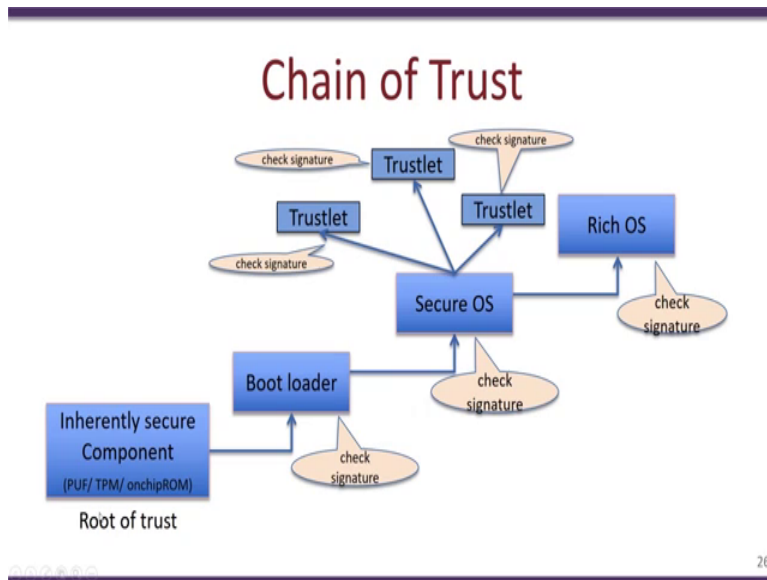 Chain of Trust
check signature
Trustlet
check signature
Trustlet
Trustlet
check signature
Rich OS
check
signature
Secure OS
check
signature
Boot loader
check
signature
Inherently secure
Component
(PUF/ TPM/ onchipROM)
Root of trust
26